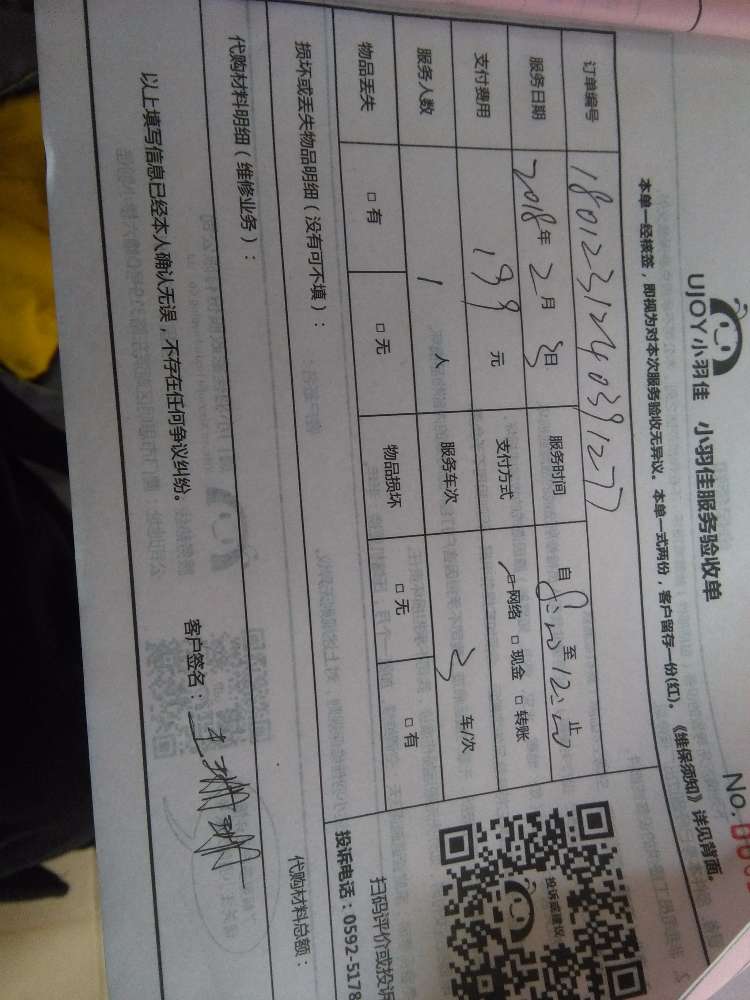 UJOY小羽佳 小羽佳服务验收单
No.
本单一经核签，即视为对本次服务验收无异议。本单一式两份，客户留存一份(红)。《维保须知》详见背面。
订单编号 180123124039127
服务日期 2018年2月3日 服务时间 自8:00至12:00止
支付费用 199元 支付方式 □网络 □现金 □转账
服务人数 1人 服务车次 3车/次
物品丢失 □有 □无 物品损坏 □无 □有
投诉或建议
扫码评价或投诉
投诉电话：0592-5178
损坏或丢失物品明细（没有可不填）：
代购材料明细（维修业务）： 代购材料总额：
以上填写信息已经本人确认无误，不存在任何争议纠纷。 客户签名：